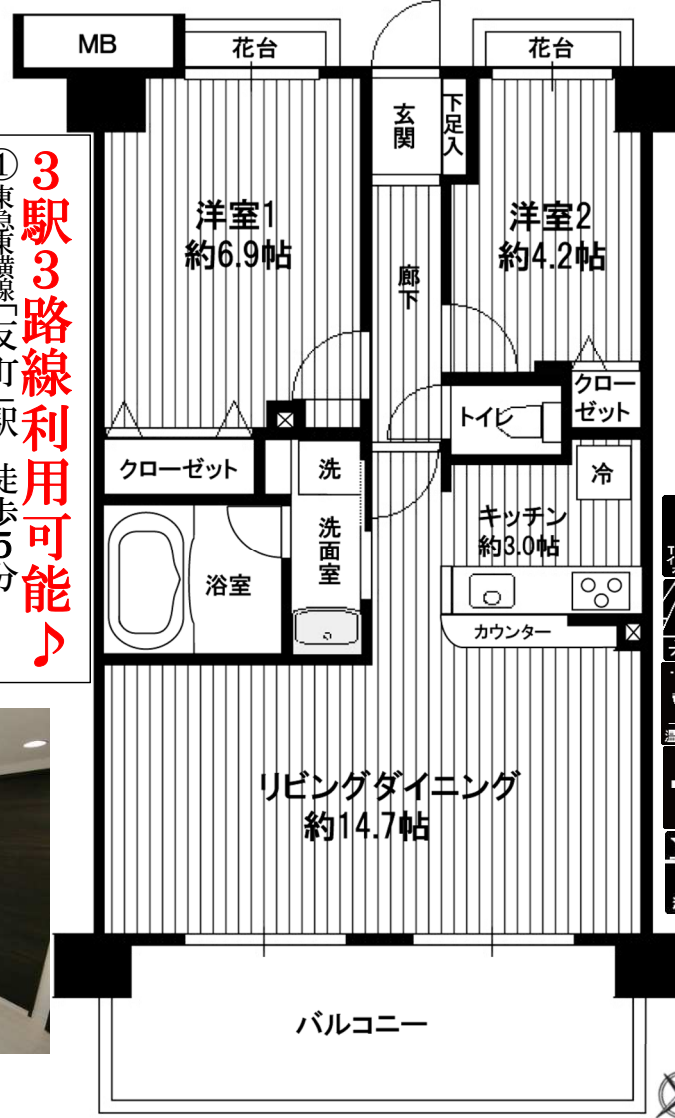 MB
花台
花台
玄関
下足入
洋室1
約6.9帖
洋室2
約4.2帖
廊下
トイレ
クロー
ゼット
クローゼット
洗
冷
キッチン
約3.0帖
洗面室
浴室
カウンター
リビングダイニング
約14.7帖
バルコニー
3駅3路線利用可能♪
①東急東横線「反町」駅 徒歩5分